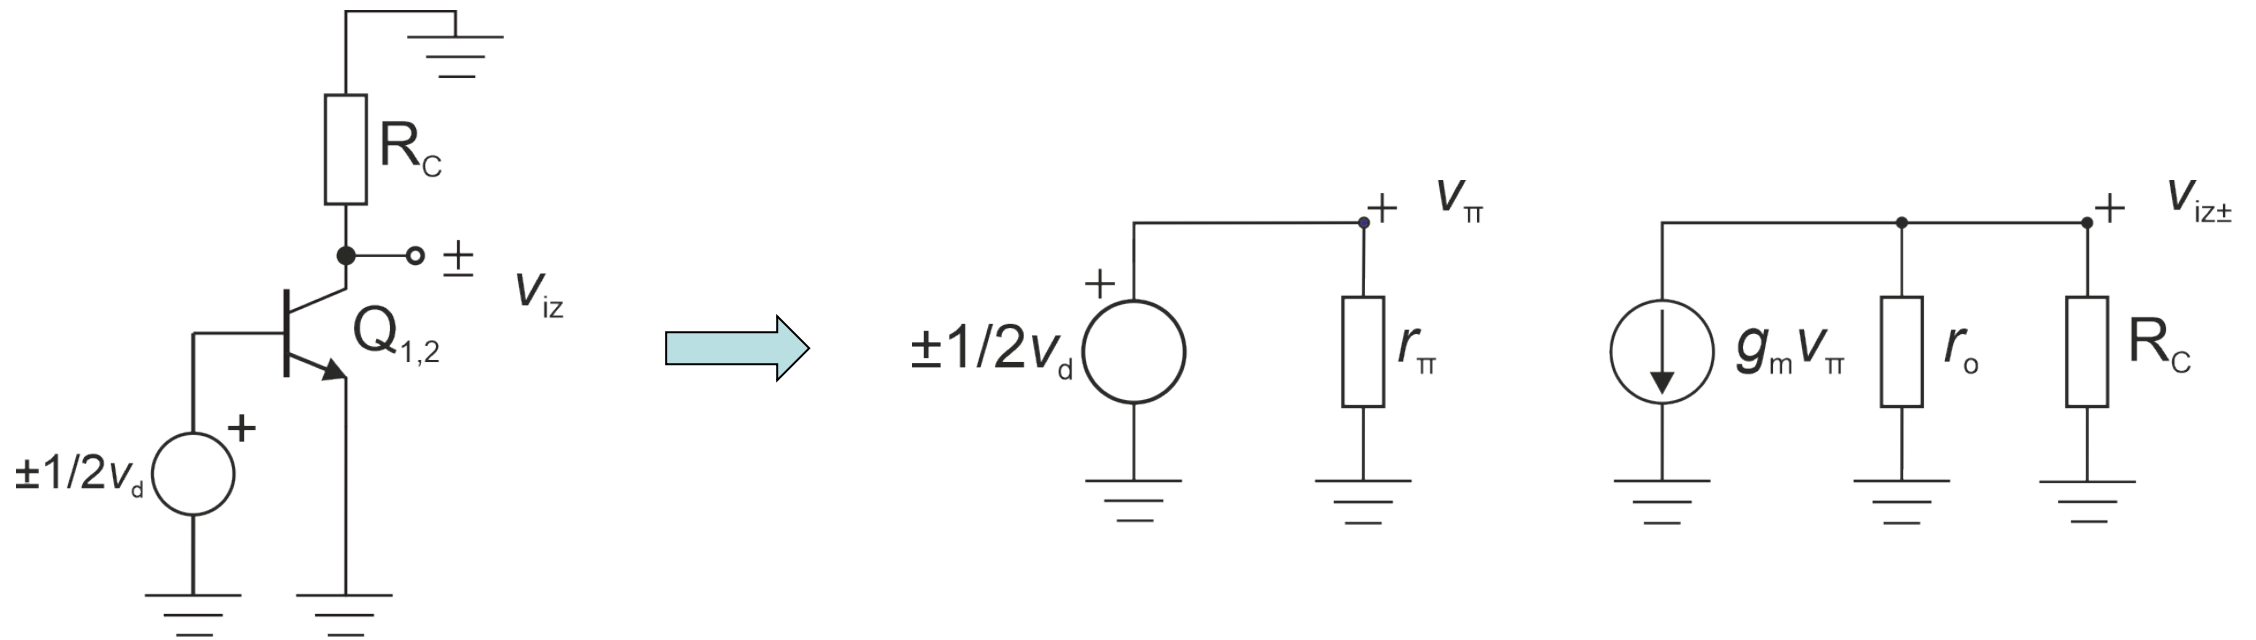 R_C
± v_iz
Q_1,2
+
±1/2v_d
+ v_π
+
±1/2v_d
r_π
+ v_iz±
g_m v_π
r_o
R_C